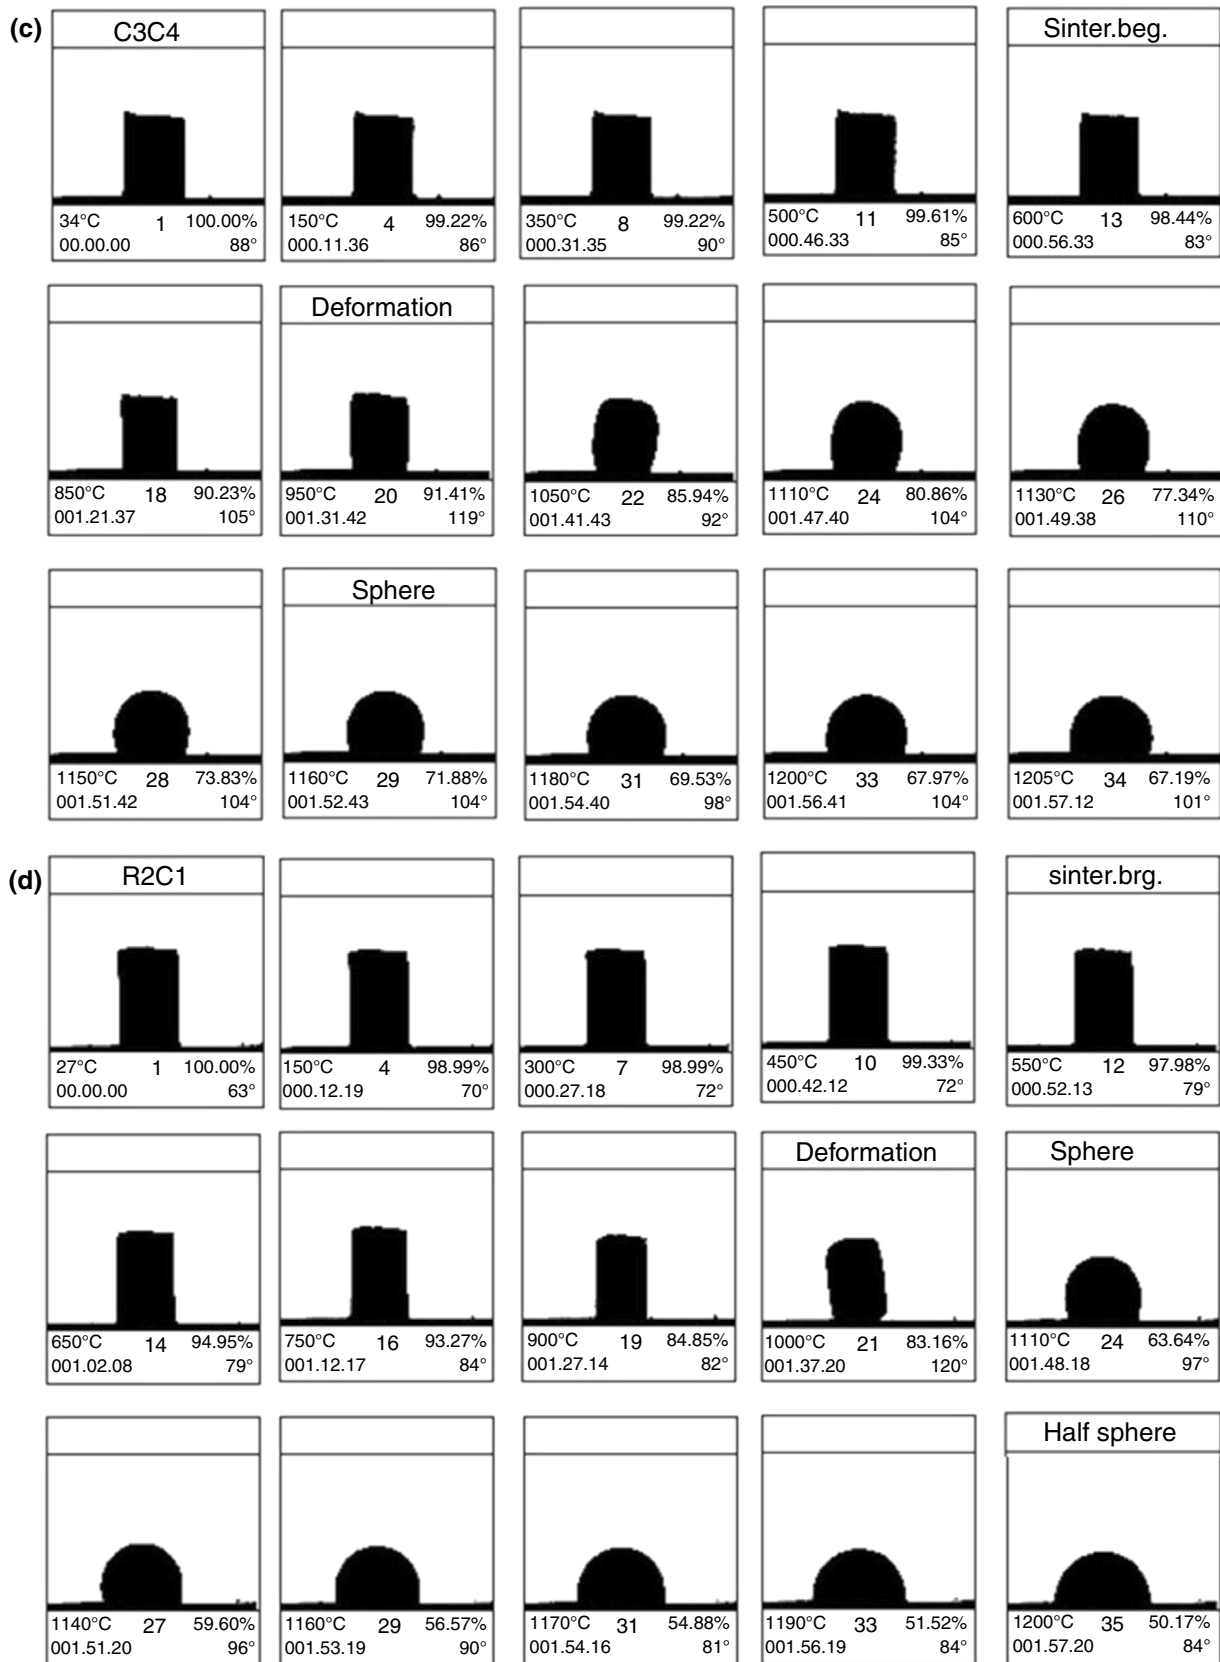 (c) C3C4 Sinter.beg.
34°C 1 100.00% 150°C 4 99.22% 350°C 8 99.22% 500°C 11 99.61% 600°C 13 98.44%
00.00.00 88° 000.11.36 86° 000.31.35 90° 000.46.33 85° 000.56.33 83°
Deformation
850°C 18 90.23% 950°C 20 91.41% 1050°C 22 85.94% 1110°C 24 80.86% 1130°C 26 77.34%
001.21.37 105° 001.31.42 119° 001.41.43 92° 001.47.40 104° 001.49.38 110°
Sphere
1150°C 28 73.83% 1160°C 29 71.88% 1180°C 31 69.53% 1200°C 33 67.97% 1205°C 34 67.19%
001.51.42 104° 001.52.43 104° 001.54.40 98° 001.56.41 104° 001.57.12 101°
(d) R2C1 sinter.brg.
27°C 1 100.00% 150°C 4 98.99% 300°C 7 98.99% 450°C 10 99.33% 550°C 12 97.98%
00.00.00 63° 000.12.19 70° 000.27.18 72° 000.42.12 72° 000.52.13 79°
Deformation Sphere
650°C 14 94.95% 750°C 16 93.27% 900°C 19 84.85% 1000°C 21 83.16% 1110°C 24 63.64%
001.02.08 79° 001.12.17 84° 001.27.14 82° 001.37.20 120° 001.48.18 97°
Half sphere
1140°C 27 59.60% 1160°C 29 56.57% 1170°C 31 54.88% 1190°C 33 51.52% 1200°C 35 50.17%
001.51.20 96° 001.53.19 90° 001.54.16 81° 001.56.19 84° 001.57.20 84°